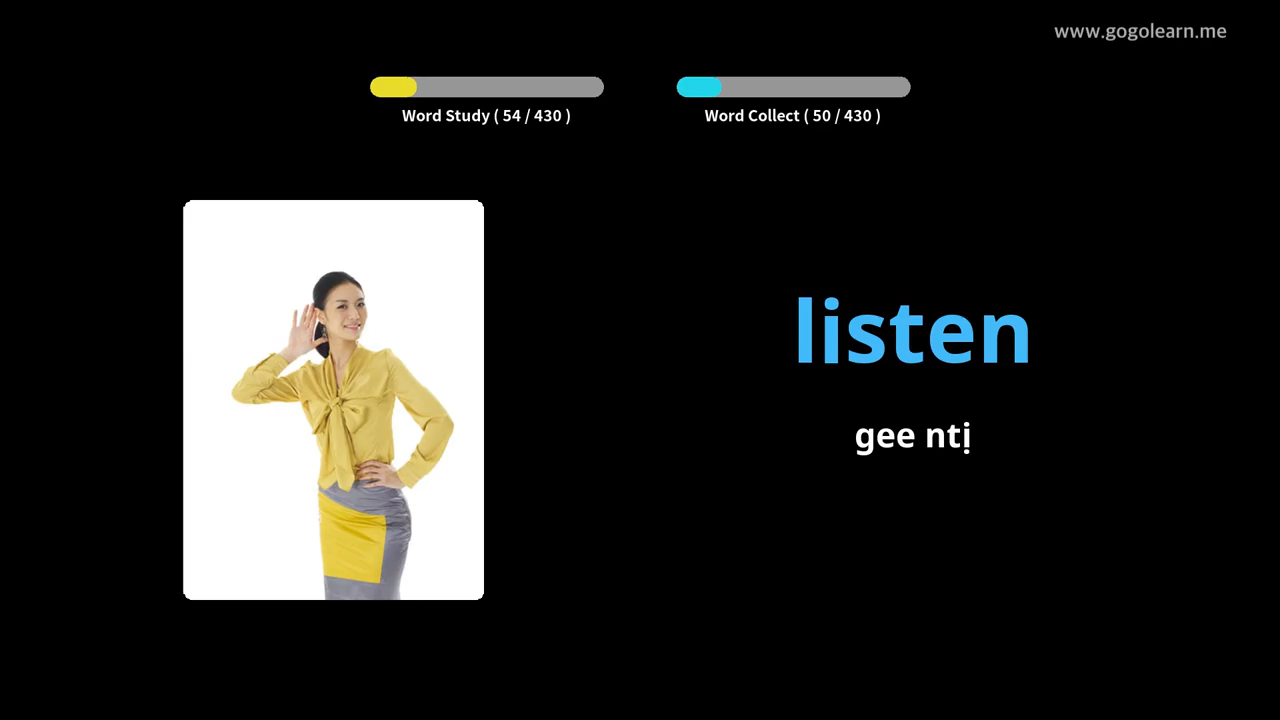 www.gogolearn.me
Word Study ( 54 / 430 )
Word Collect ( 50 / 430 )
listen
gee ntị